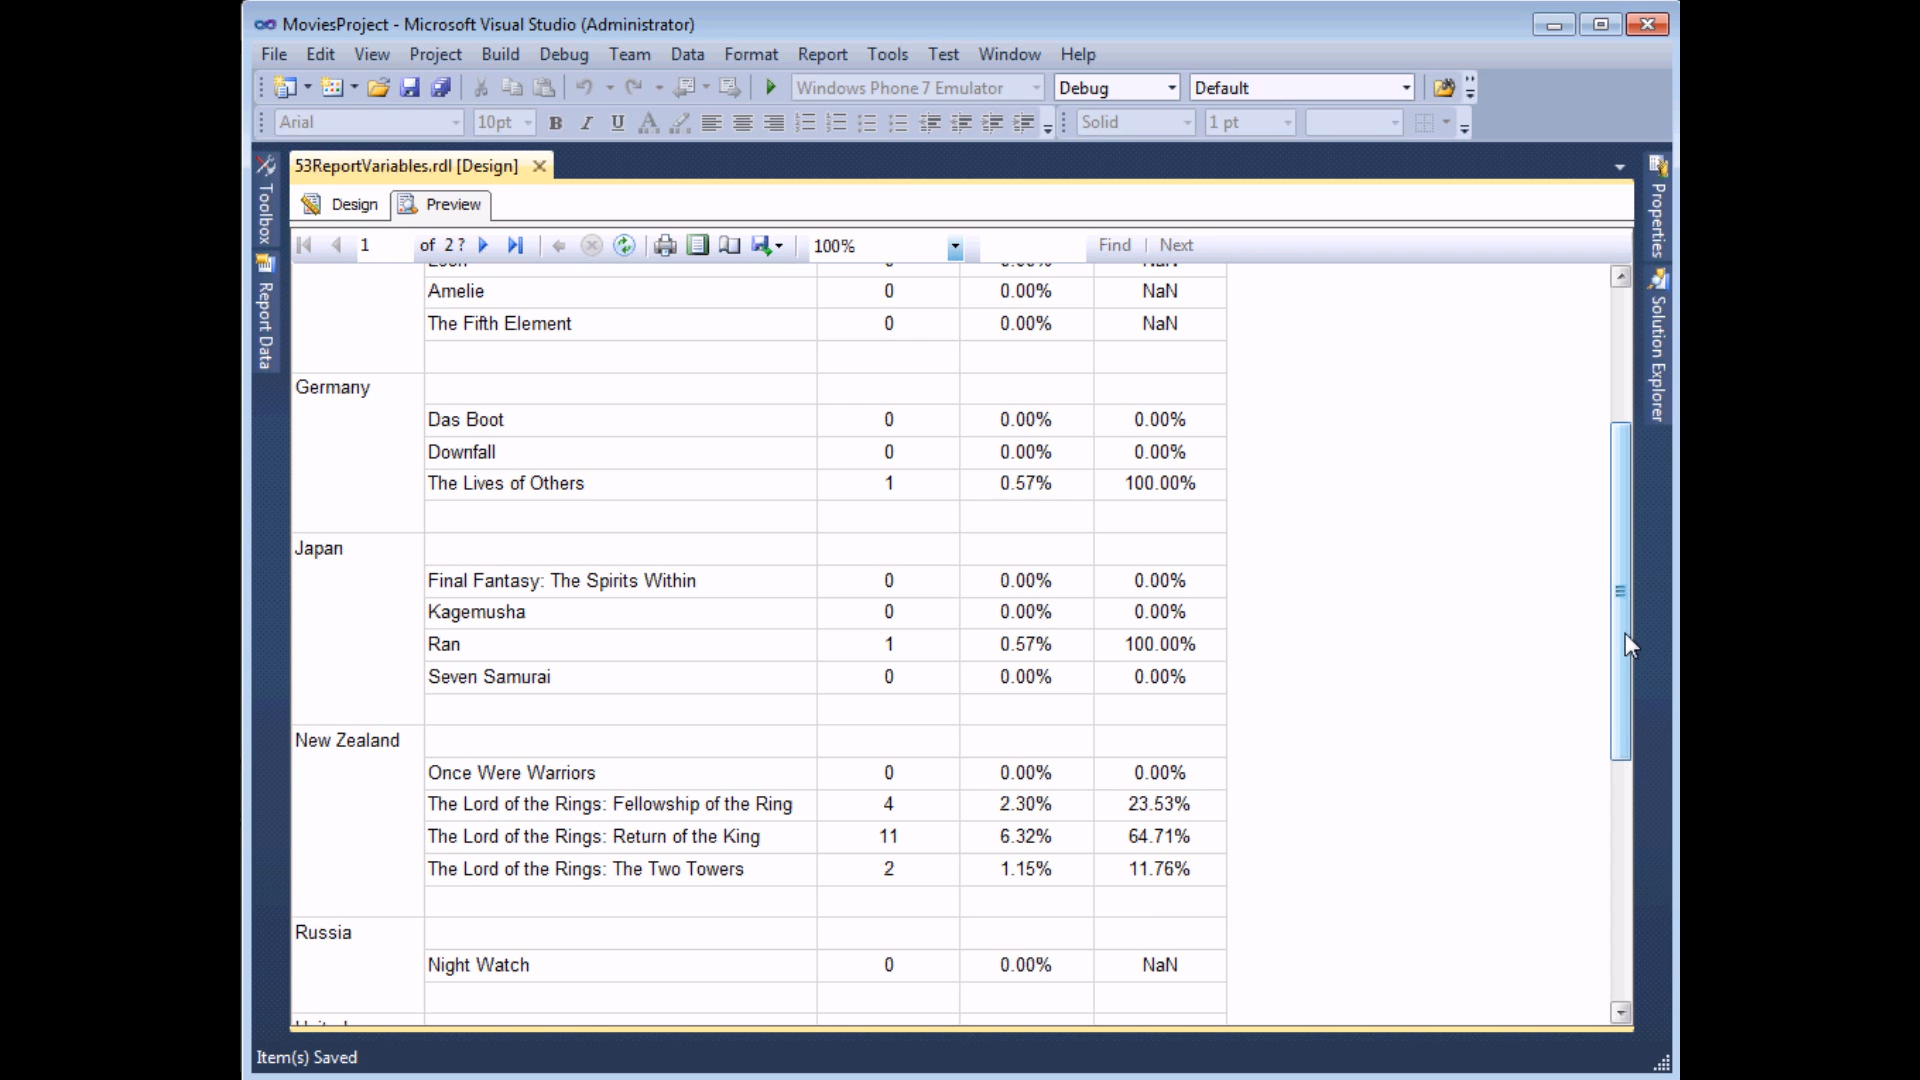 MoviesProject - Microsoft Visual Studio (Administrator)
File Edit View Project Build Debug Team Data Format Report Tools Test Window Help
Windows Phone 7 Emulator Debug Default
Arial 10pt B I U A Solid 1 pt
53ReportVariables.rdl [Design]
Toolbox
Report Data
Properties
Solution Explorer
Design Preview
1 of 2 ? 100% Find | Next
Amelie 0 0.00% NaN
The Fifth Element 0 0.00% NaN
Germany
Das Boot 0 0.00% 0.00%
Downfall 0 0.00% 0.00%
The Lives of Others 1 0.57% 100.00%
Japan
Final Fantasy: The Spirits Within 0 0.00% 0.00%
Kagemusha 0 0.00% 0.00%
Ran 1 0.57% 100.00%
Seven Samurai 0 0.00% 0.00%
New Zealand
Once Were Warriors 0 0.00% 0.00%
The Lord of the Rings: Fellowship of the Ring 4 2.30% 23.53%
The Lord of the Rings: Return of the King 11 6.32% 64.71%
The Lord of the Rings: The Two Towers 2 1.15% 11.76%
Russia
Night Watch 0 0.00% NaN
Item(s) Saved